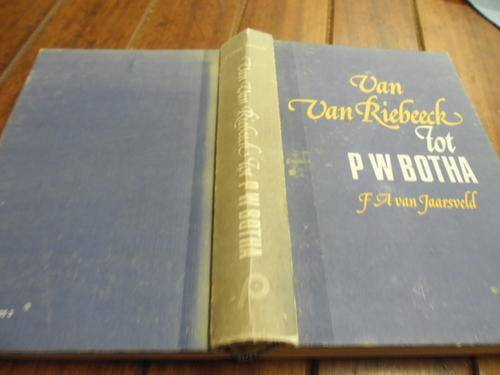 Van
Van Riebeeck
tot
P W BOTHA
F A van Jaarsveld
Van Van Riebeeck tot P W BOTHA